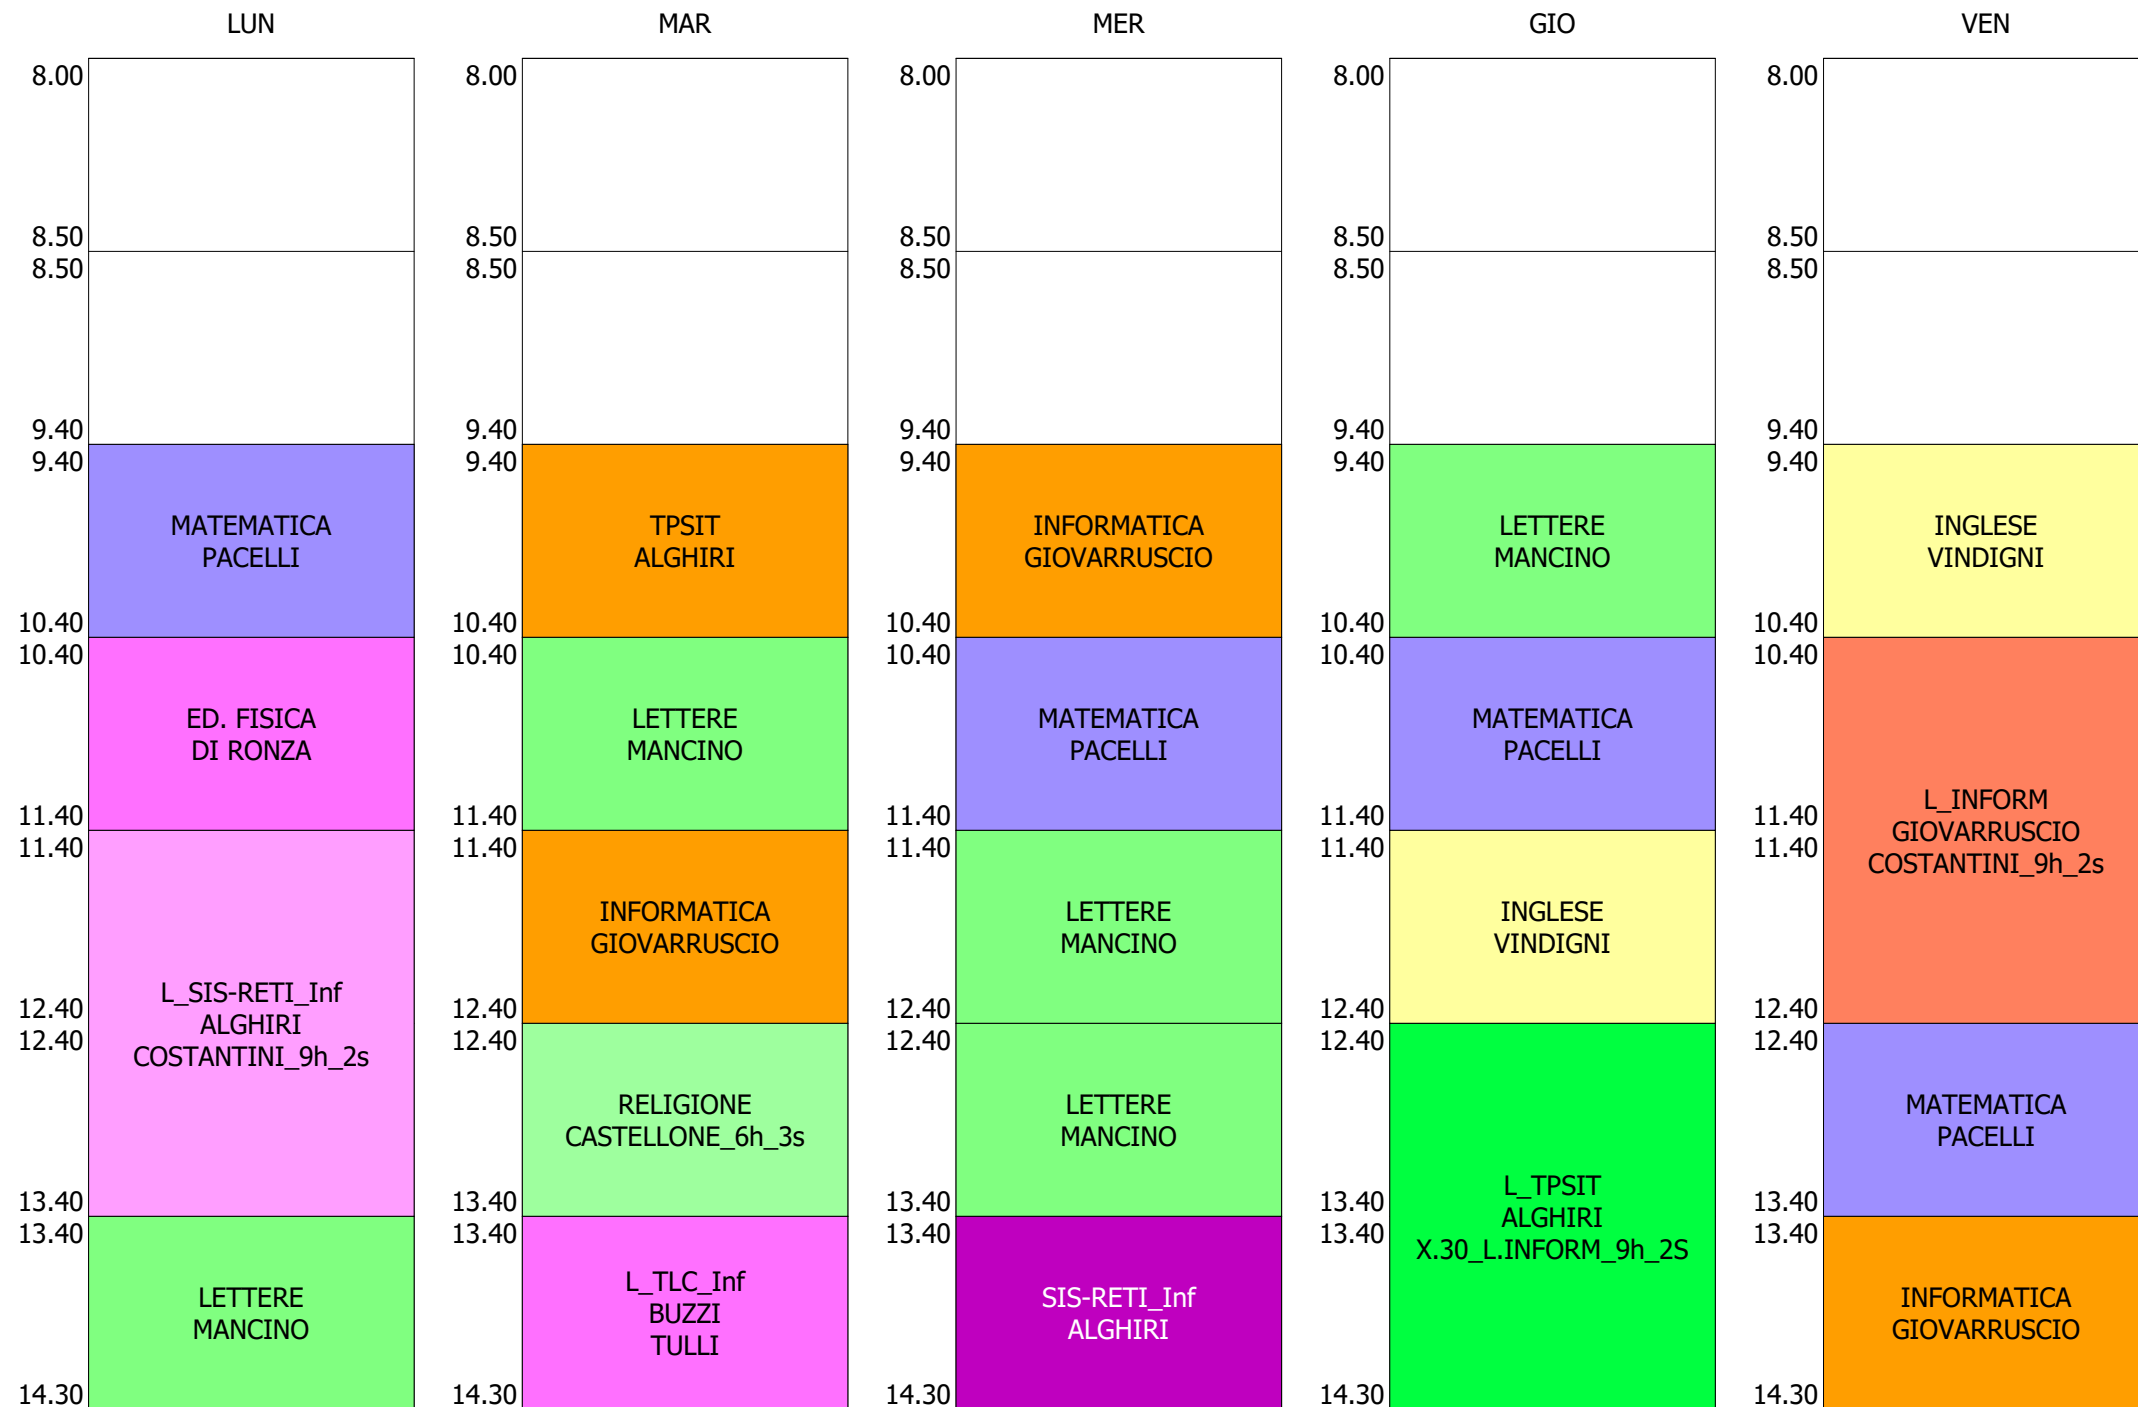 LUN
8.00
8.50
8.50
9.40
9.40
MATEMATICA
PACELLI
10.40
10.40
ED. FISICA
DI RONZA
11.40
11.40
L_SIS-RETI_Inf
12.40
ALGHIRI
12.40
COSTANTINI_9h_2s
13.40
13.40
LETTERE
MANCINO
14.30
MAR
8.00
8.50
8.50
9.40
9.40
TPSIT
ALGHIRI
10.40
10.40
LETTERE
MANCINO
11.40
11.40
INFORMATICA
GIOVARRUSCIO
12.40
12.40
RELIGIONE
CASTELLONE_6h_3s
13.40
13.40
L_TLC_Inf
BUZZI
TULLI
14.30
MER
8.00
8.50
8.50
9.40
9.40
INFORMATICA
GIOVARRUSCIO
10.40
10.40
MATEMATICA
PACELLI
11.40
11.40
LETTERE
MANCINO
12.40
12.40
LETTERE
MANCINO
13.40
13.40
SIS-RETI_Inf
ALGHIRI
14.30
GIO
8.00
8.50
8.50
9.40
9.40
LETTERE
MANCINO
10.40
10.40
MATEMATICA
PACELLI
11.40
11.40
INGLESE
VINDIGNI
12.40
12.40
L_TPSIT
13.40
ALGHIRI
13.40
X.30_L.INFORM_9h_2S
14.30
VEN
8.00
8.50
8.50
9.40
9.40
INGLESE
VINDIGNI
10.40
10.40
L_INFORM
11.40
GIOVARRUSCIO
11.40
COSTANTINI_9h_2s
12.40
12.40
MATEMATICA
PACELLI
13.40
13.40
INFORMATICA
GIOVARRUSCIO
14.30